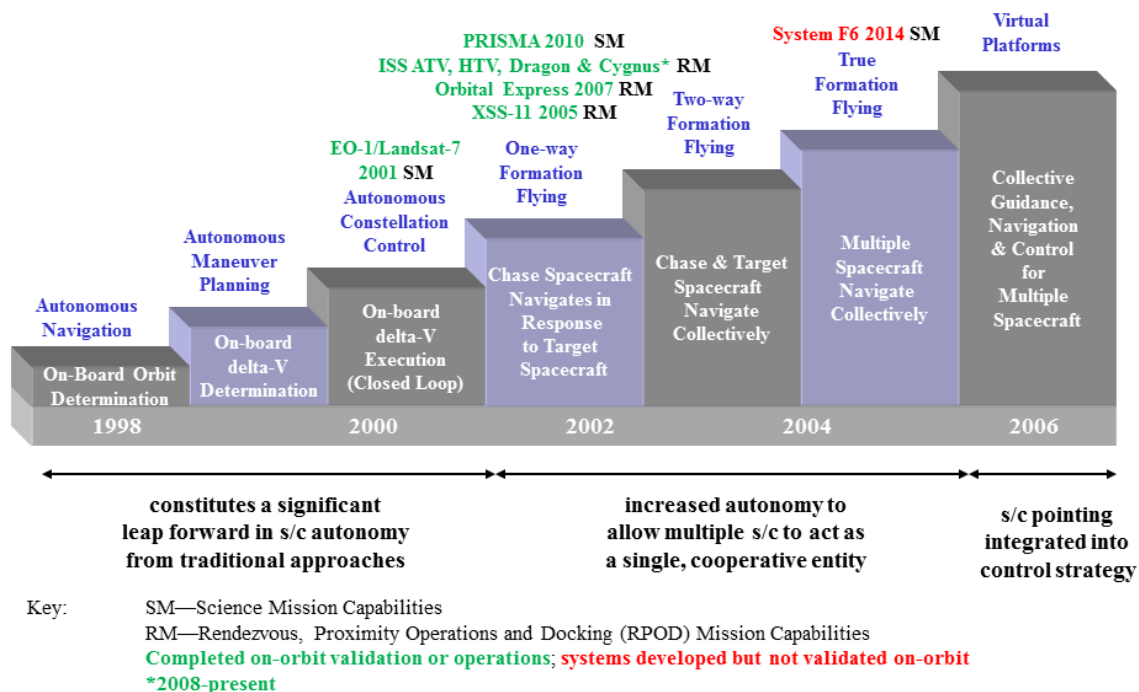 PRISMA 2010 SM
ISS ATV, HTV, Dragon & Cygnus* RM
Orbital Express 2007 RM
XSS-11 2005 RM
System F6 2014 SM
Virtual
Platforms
True
Formation
Flying
Two-way
Formation
Flying
EO-1/Landsat-7
2001 SM
Autonomous
Constellation
Control
One-way
Formation
Flying
Autonomous
Maneuver
Planning
Autonomous
Navigation
On-Board Orbit
Determination
On-board
delta-V
Determination
On-board
delta-V
Execution
(Closed Loop)
Chase Spacecraft
Navigates in
Response
to Target
Spacecraft
Chase & Target
Spacecraft
Navigate
Collectively
Multiple
Spacecraft
Navigate
Collectively
Collective
Guidance,
Navigation
& Control
for
Multiple
Spacecraft
1998
2000
2002
2004
2006
constitutes a significant
leap forward in s/c autonomy
from traditional approaches
increased autonomy to
allow multiple s/c to act as
a single, cooperative entity
s/c pointing
integrated into
control strategy
Key:
SM—Science Mission Capabilities
RM—Rendezvous, Proximity Operations and Docking (RPOD) Mission Capabilities
Completed on-orbit validation or operations; systems developed but not validated on-orbit
*2008-present